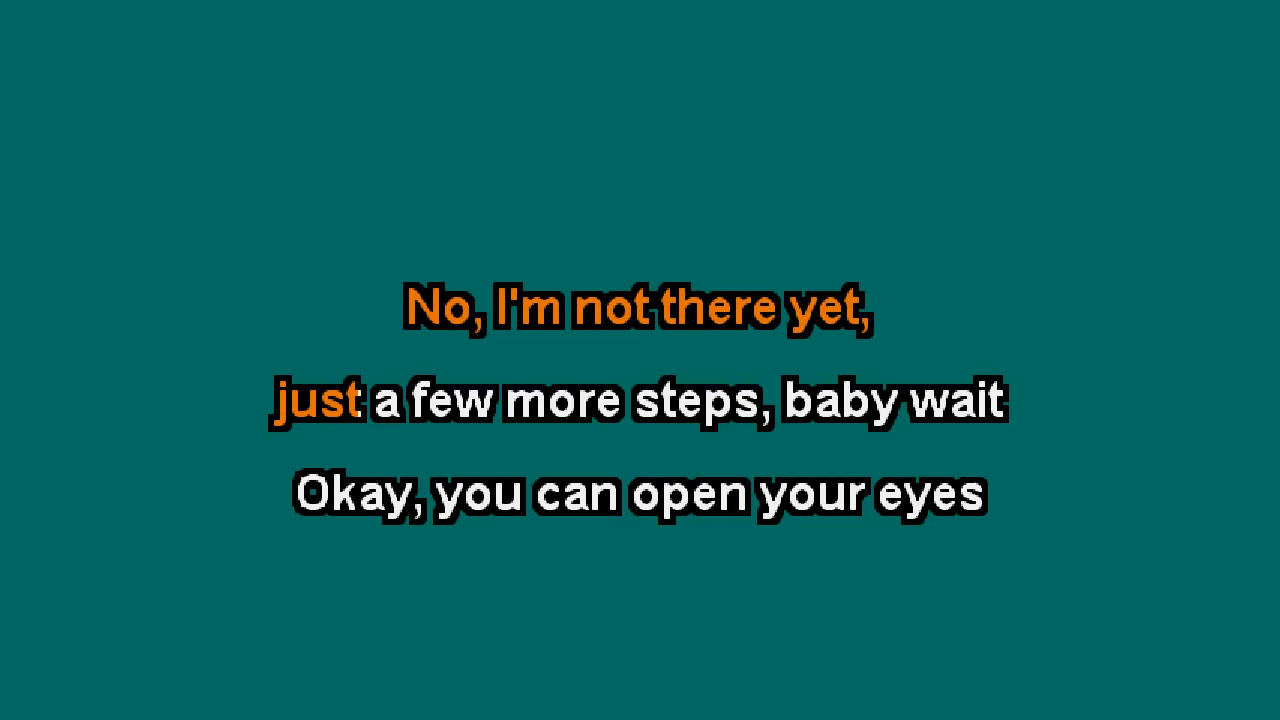 No, I'm not there yet,
just a few more steps, baby wait
Okay, you can open your eyes